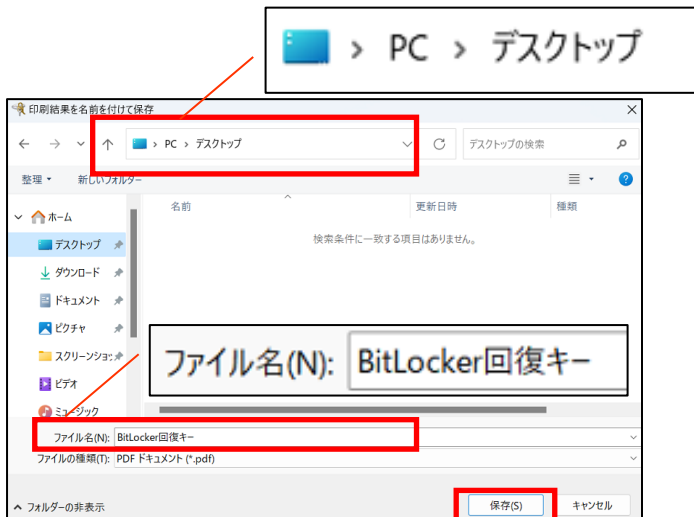 > PC > デスクトップ
印刷結果を名前を付けて保存
> PC > デスクトップ
デスクトップの検索
整理
新しいフォルダー
名前
更新日時
種類
ホーム
検索条件に一致する項目はありません。
デスクトップ
ダウンロード
ドキュメント
ピクチャ
スクリーンショ
ビデオ
ミュージック
ファイル名(N): BitLocker回復キー
ファイル名(N): BitLocker回復キー
ファイルの種類(T): PDF ドキュメント (*.pdf)
フォルダーの非表示
保存(S)
キャンセル